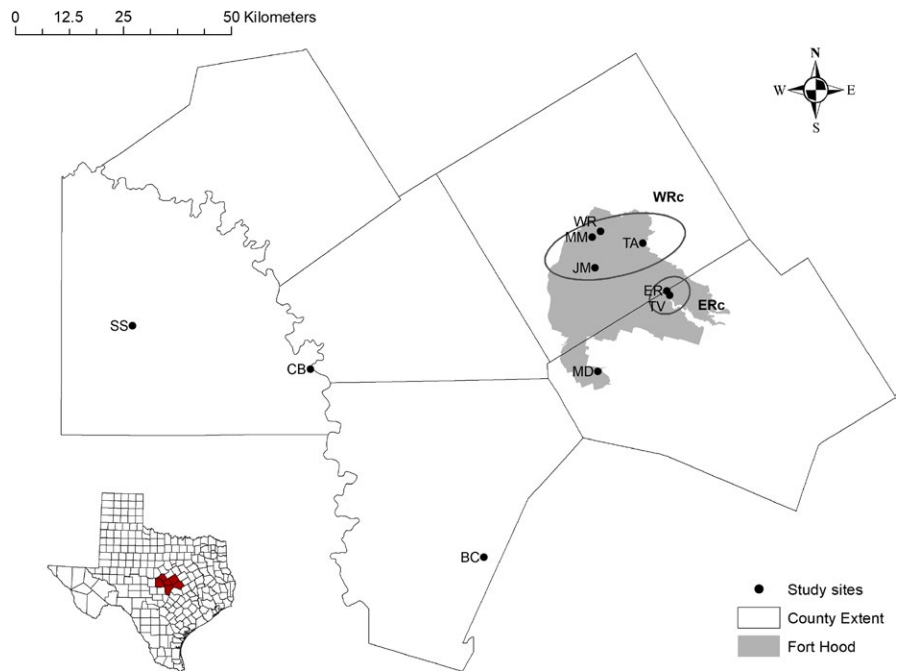 0 12.5 25 50 Kilometers
N
W E
S
WRc
WR
MM
TA
JM
ER
ERc
TV
SS
CB
MD
BC
Study sites
County Extent
Fort Hood